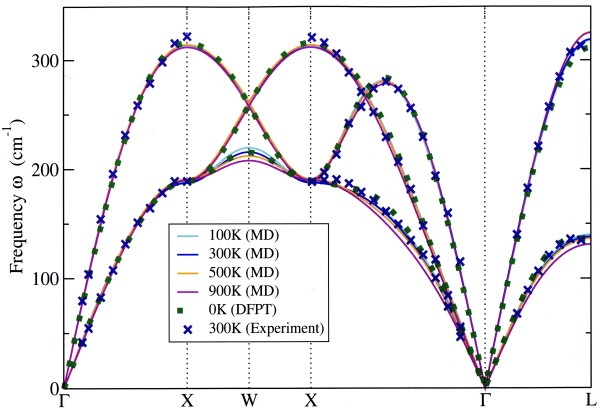 300
200
100
0
Frequency ω (cm⁻¹)
100K (MD)
300K (MD)
500K (MD)
900K (MD)
0K (DFPT)
300K (Experiment)
Γ X W X Γ L